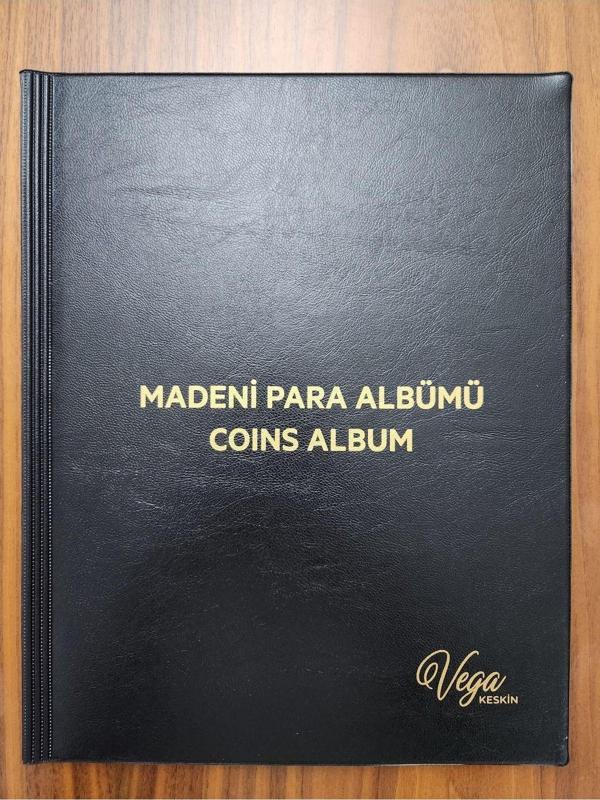 MADENİ PARA ALBÜMÜ
COINS ALBUM
Vega
KESKİN